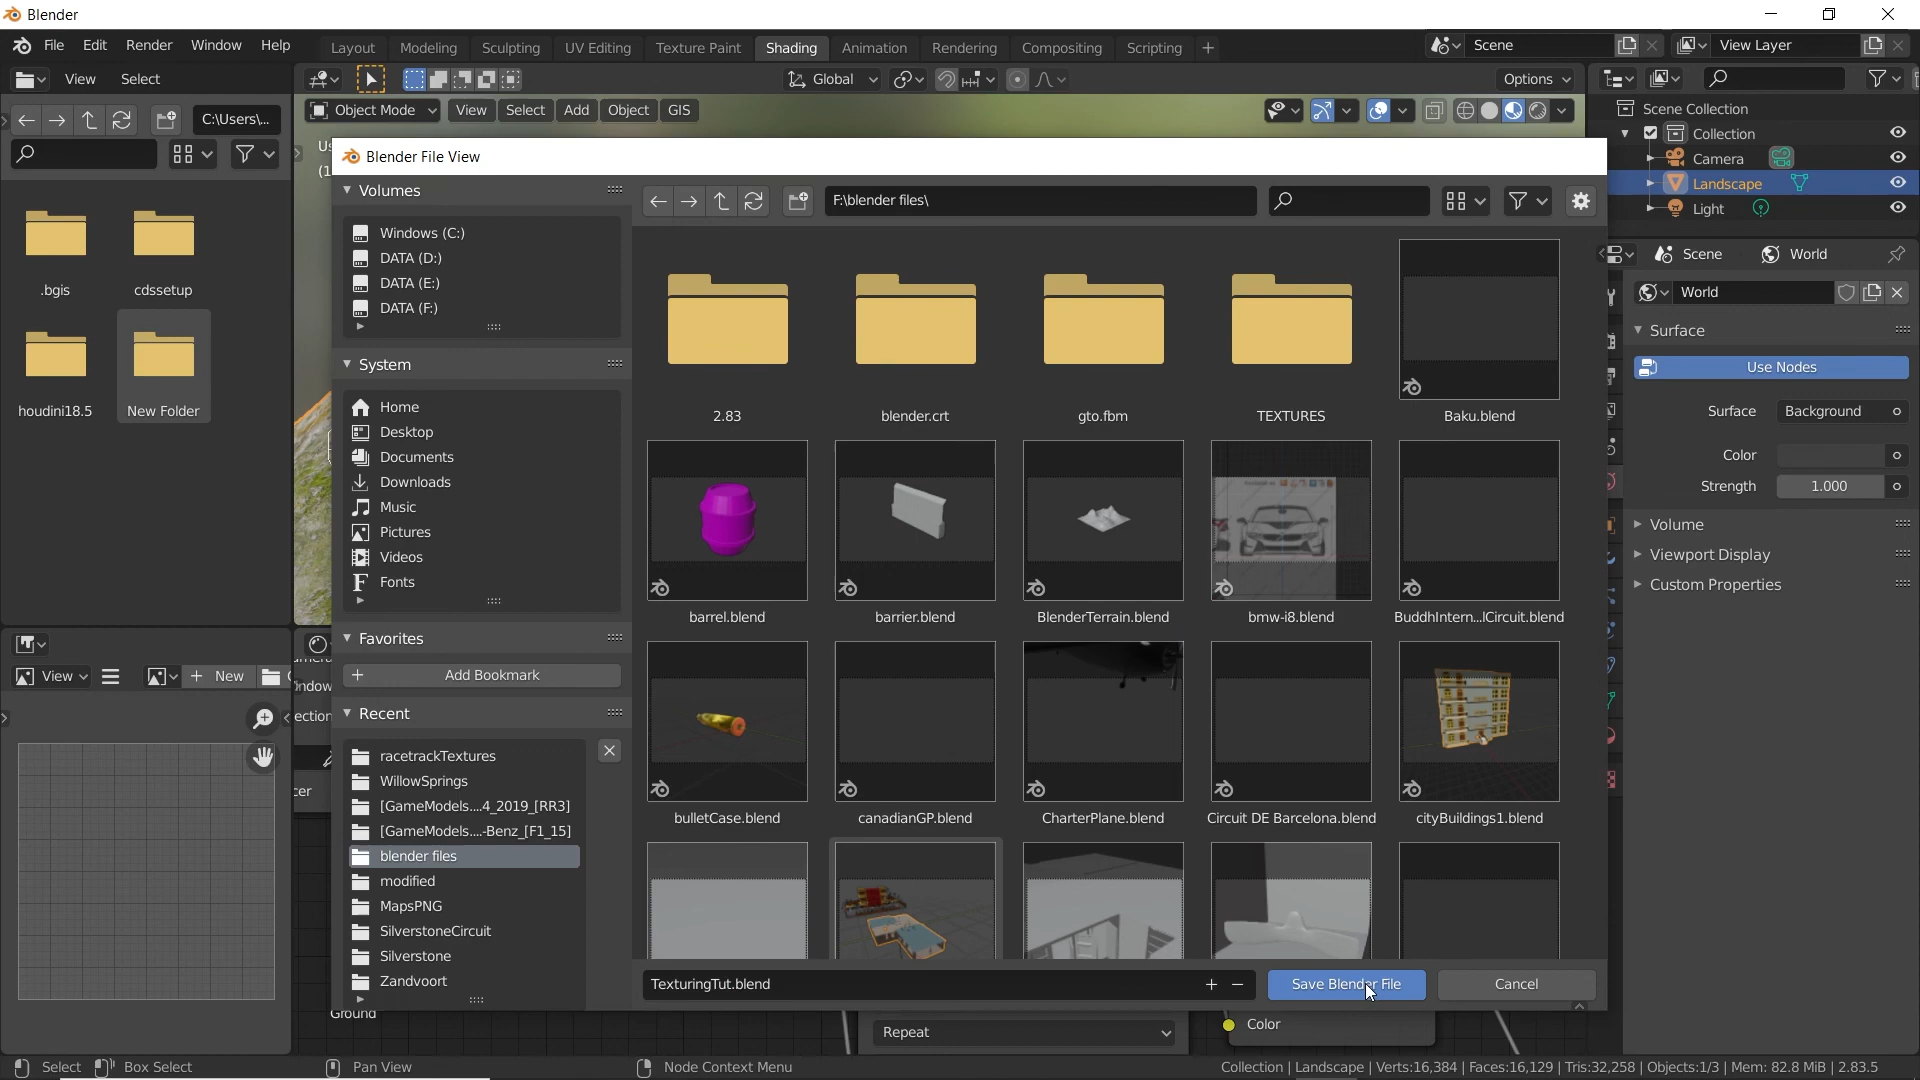 Blender
File Edit Render Window Help Layout Modeling Sculpting UV Editing Texture Paint Shading Animation Rendering Compositing Scripting + Scene View Layer
View Select Global Options
C:\Users\... Object Mode View Select Add Object GIS Scene Collection
Collection
Camera
Landscape
Light
Blender File View
Volumes F:\blender files\
Windows (C:)
DATA (D:)
DATA (E:)
DATA (F:)
System
Home
Desktop
Documents
Downloads
Music
Pictures
Videos
Fonts
Favorites
Add Bookmark
Recent
racetrackTextures
WillowSprings
[GameModels....4_2019_[RR3]
[GameModels....-Benz_[F1_15]
blender files
modified
MapsPNG
SilverstoneCircuit
Silverstone
Zandvoort
.bgis cdssetup
houdini18.5 New Folder
View New
2.83 blender.crt gto.fbm TEXTURES Baku.blend
barrel.blend barrier.blend BlenderTerrain.blend bmw-i8.blend BuddhIntern...lCircuit.blend
bulletCase.blend canadianGP.blend CharterPlane.blend Circuit DE Barcelona.blend cityBuildings1.blend
TexturingTut.blend + − Save Blender File Cancel
Scene World
World
Surface
Use Nodes
Surface Background
Color
Strength 1.000
Volume
Viewport Display
Custom Properties
Ground
Repeat Color
Select Box Select Pan View Node Context Menu Collection | Landscape | Verts:16,384 | Faces:16,129 | Tris:32,258 | Objects:1/3 | Mem: 82.8 MiB | 2.83.5